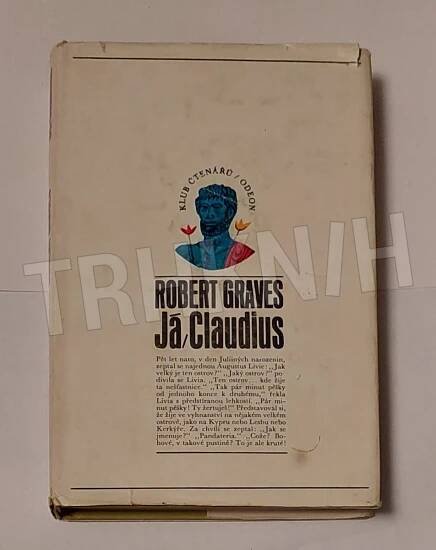 KLUB ČTENÁRŮ / ODEON
TRHKNIH
ROBERT GRAVES
Já, Claudius
Pět let nato, v den Juliiných narozenin,
zeptal se najednou Augustus Livie: „Jak
velký je ten ostrov?“ „Jaký ostrov?“ po-
divila se Livia. „Ten ostrov... kde žije
ta nešťastnice.“ „Tak pár minut pěšky
od jednoho konce k druhému,“ řekla
Livia s předstíranou lehkostí. „Pár mi-
nut pěšky! Ty žertuješ!“ Představoval si,
že žije ve vyhnanství na nějakém velkém
ostrově, jako na Kypru nebo Lesbu nebo
Kerkýře. Za chvíli se zeptal: „Jak se
jmenuje?“ „Pandateria.“ „Cože? Bo-
hové, v takové pustině? To je ale kruté!